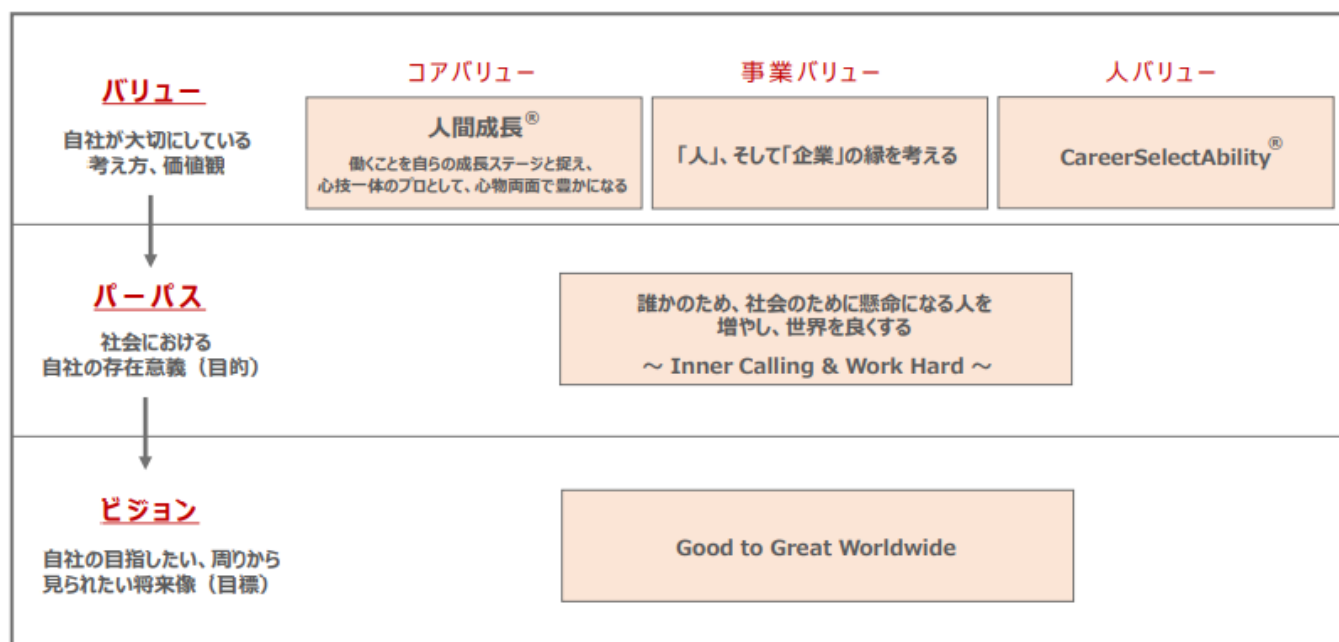 バリュー
自社が大切にしている
考え方、価値観
コアバリュー
人間成長®
働くことを自らの成長ステージと捉え、
心技一体のプロとして、心物両面で豊かになる
事業バリュー
「人」、そして「企業」の縁を考える
人バリュー
CareerSelectAbility®
パーパス
社会における
自社の存在意義（目的）
誰かのため、社会のために懸命になる人を
増やし、世界を良くする
～ Inner Calling & Work Hard ～
ビジョン
自社の目指したい、周りから
見られたい将来像（目標）
Good to Great Worldwide